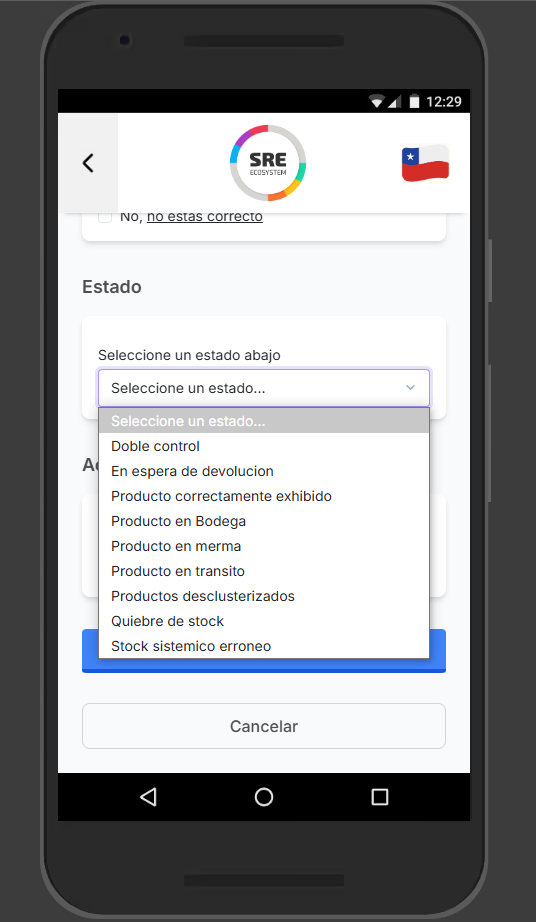 12:29
SRE
ECOSYSTEM
No, no estas correcto
Estado
Seleccione un estado abajo
Seleccione un estado...
Seleccione un estado...
Doble control
En espera de devolucion
Producto correctamente exhibido
Producto en Bodega
Producto en merma
Producto en transito
Productos desclusterizados
Quiebre de stock
Stock sistemico erroneo
Cancelar